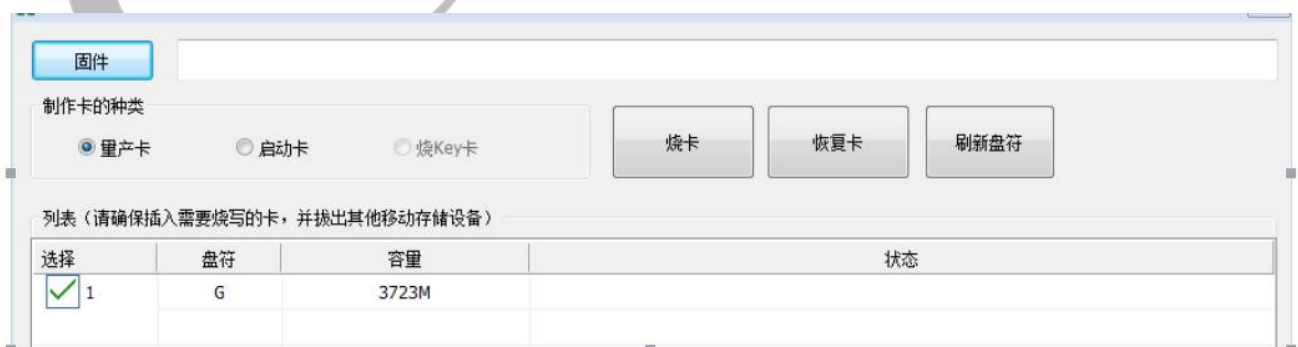 固件
制作卡的种类
量产卡 启动卡 烧Key卡 烧卡 恢复卡 刷新盘符
列表（请确保插入需要烧写的卡，并拔出其他移动存储设备）
选择 盘符 容量 状态
1 G 3723M